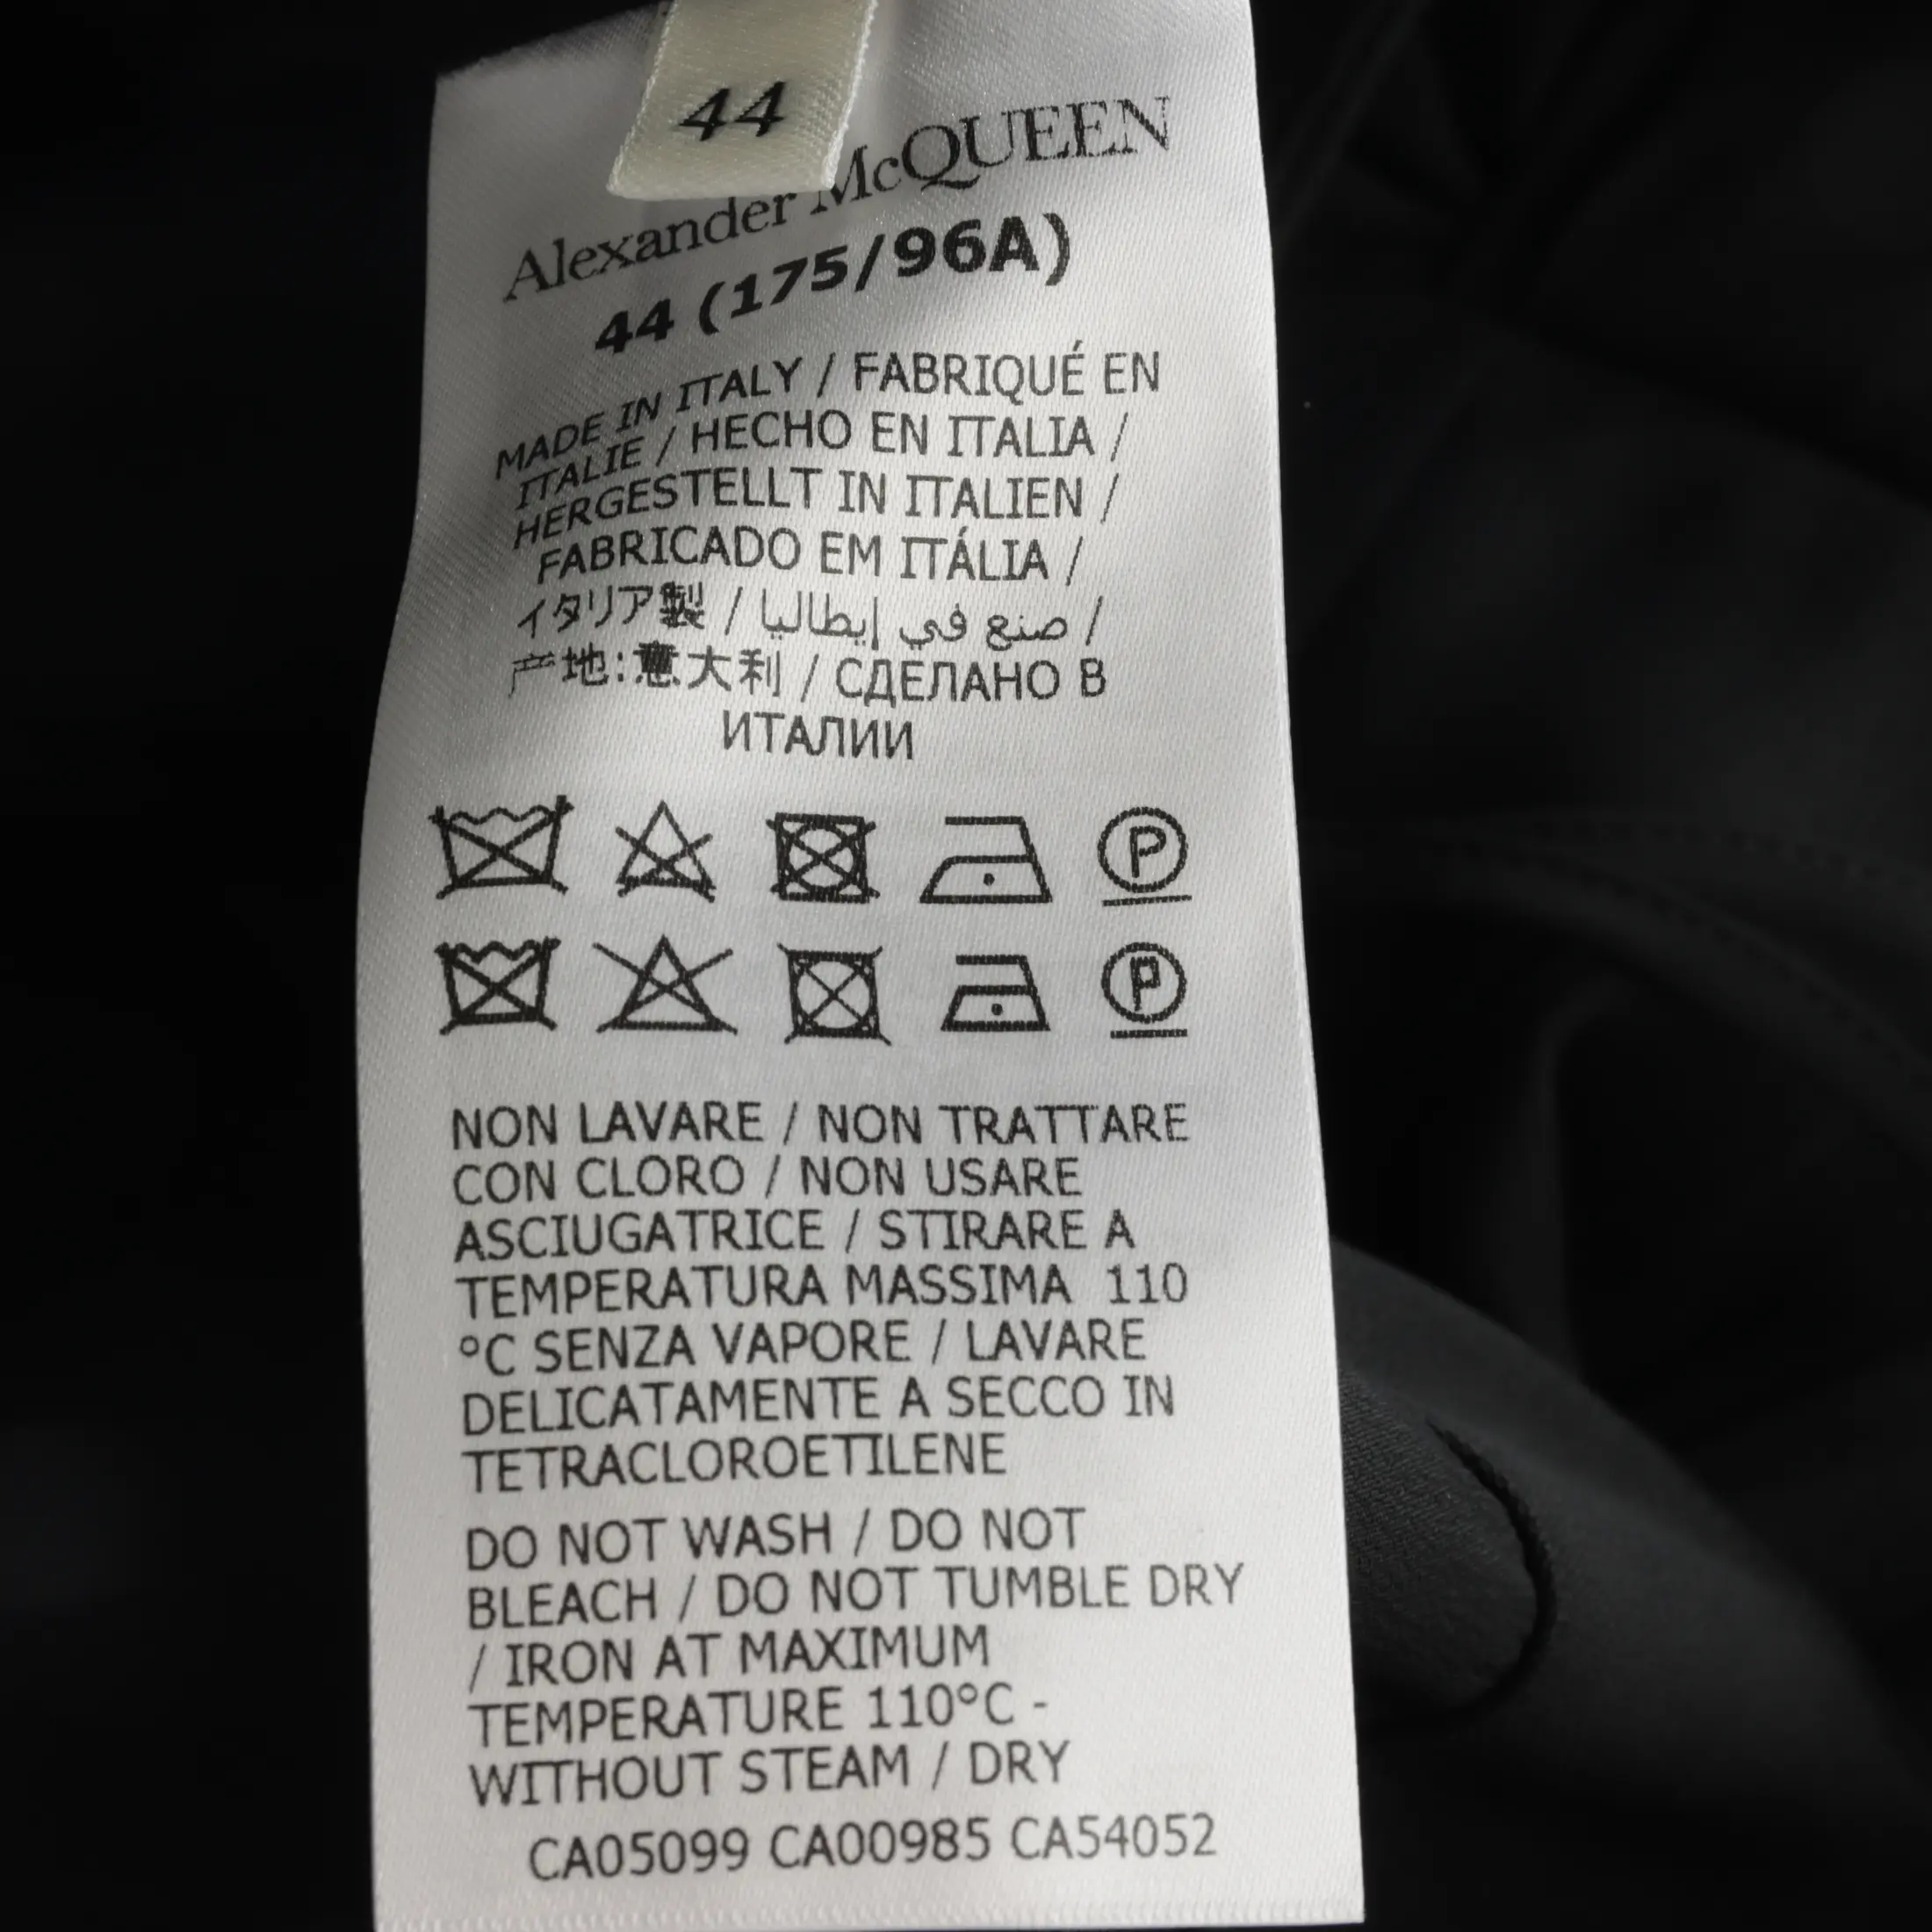 44
Alexander McQUEEN
44 (175/96A)
MADE IN ITALY / FABRIQUÉ EN
ITALIE / HECHO EN ITALIA /
HERGESTELLT IN ITALIEN /
FABRICADO EM ITÁLIA /
イタリア製 / صنع في إيطاليا /
产地:意大利 / СДЕЛАНО В
ИТАЛИИ
P
P
NON LAVARE / NON TRATTARE
CON CLORO / NON USARE
ASCIUGATRICE / STIRARE A
TEMPERATURA MASSIMA 110
°C SENZA VAPORE / LAVARE
DELICATAMENTE A SECCO IN
TETRACLOROETILENE
DO NOT WASH / DO NOT
BLEACH / DO NOT TUMBLE DRY
/ IRON AT MAXIMUM
TEMPERATURE 110°C -
WITHOUT STEAM / DRY
CA05099 CA00985 CA54052